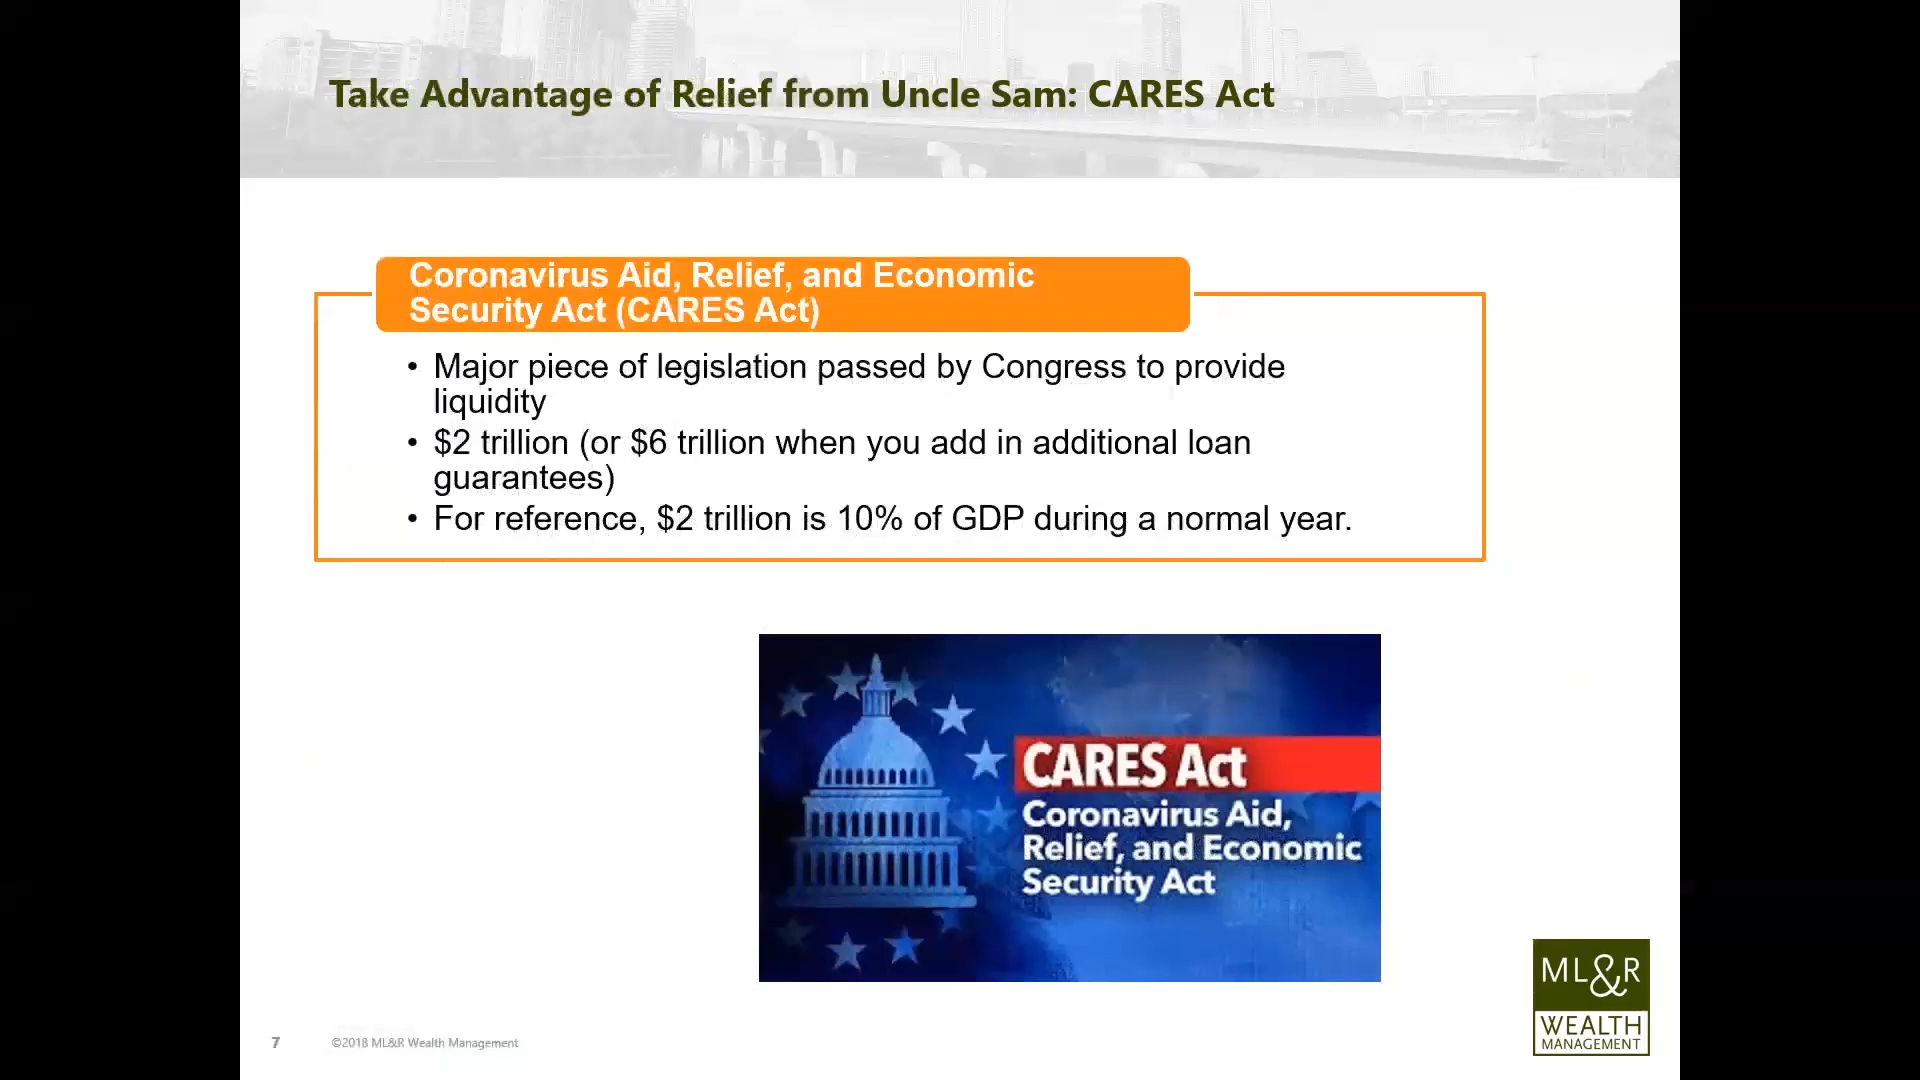 Take Advantage of Relief from Uncle Sam: CARES Act
Coronavirus Aid, Relief, and Economic
Security Act (CARES Act)
• Major piece of legislation passed by Congress to provide
liquidity
• $2 trillion (or $6 trillion when you add in additional loan
guarantees)
• For reference, $2 trillion is 10% of GDP during a normal year.
CARES Act
Coronavirus Aid,
Relief, and Economic
Security Act
ML&R
WEALTH
MANAGEMENT
7
©2018 ML&R Wealth Management